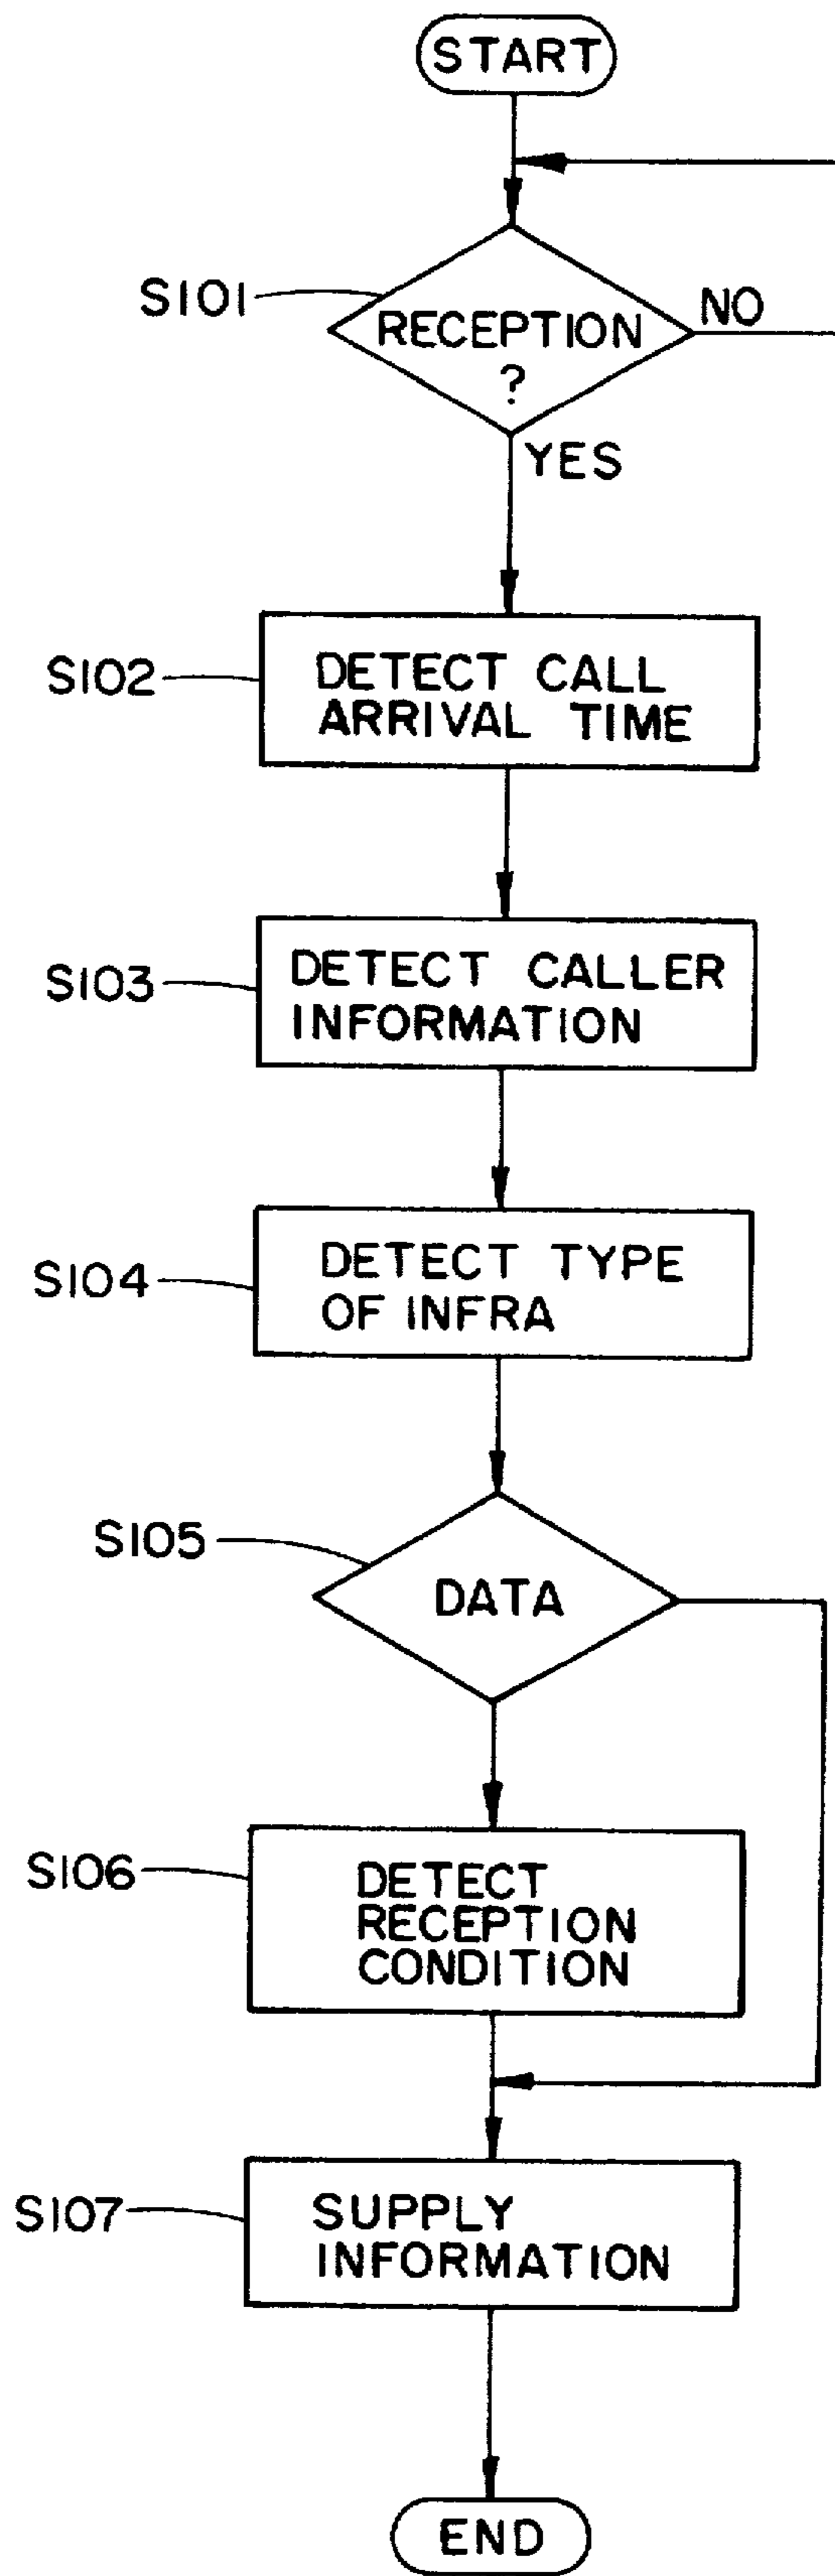 START
S101
RECEPTION
?
NO
YES
S102
DETECT CALL
ARRIVAL TIME
S103
DETECT CALLER
INFORMATION
S104
DETECT TYPE
OF INFRA
S105
DATA
S106
DETECT
RECEPTION
CONDITION
S107
SUPPLY
INFORMATION
END